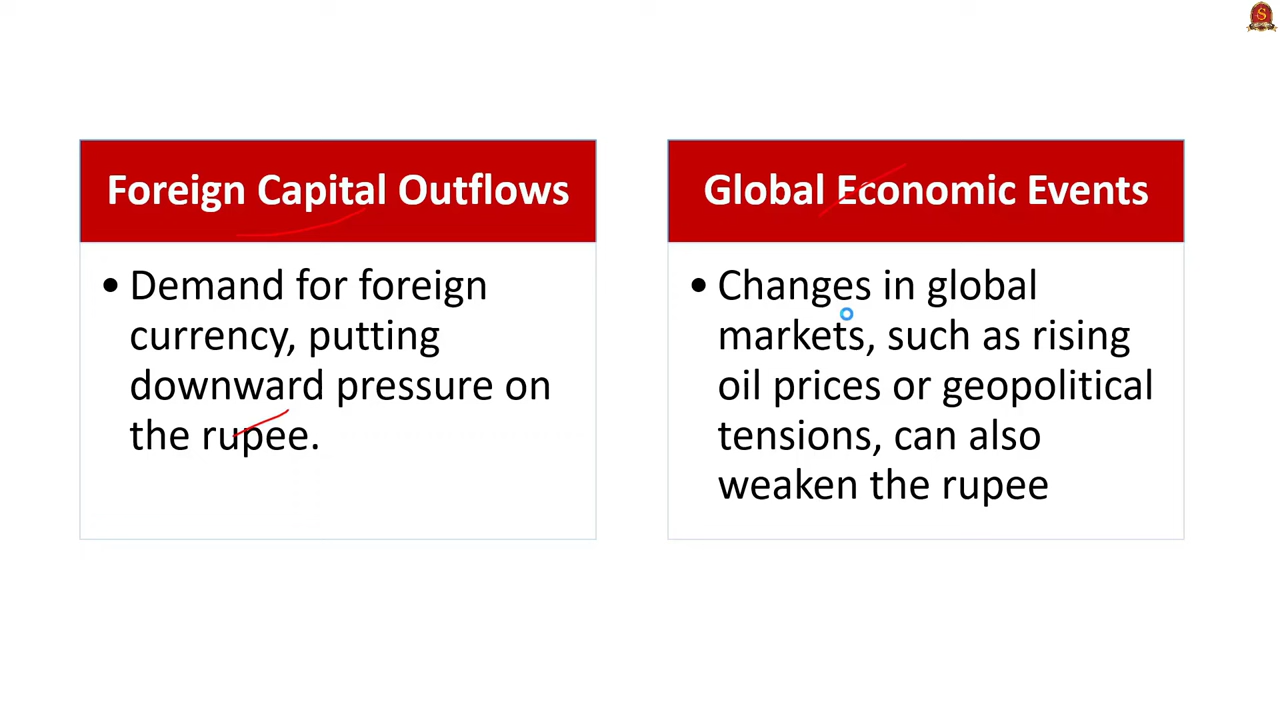 Foreign Capital Outflows
• Demand for foreign
currency, putting
downward pressure on
the rupee.
Global Economic Events
• Changes in global
markets, such as rising
oil prices or geopolitical
tensions, can also
weaken the rupee